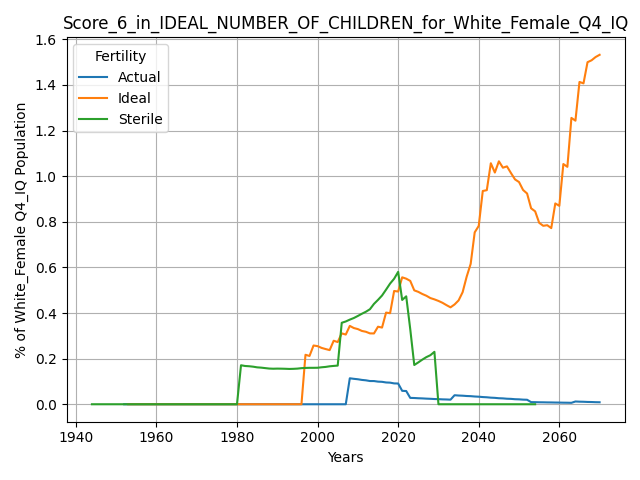 Score_6_in_IDEAL_NUMBER_OF_CHILDREN_for_White_Female_Q4_IQ
1.6
1.4
1.2
1.0
0.8
0.6
0.4
0.2
0.0
% of White_Female Q4_IQ Population
Fertility
Actual
Ideal
Sterile
1940
1960
1980
2000
2020
2040
2060
Years